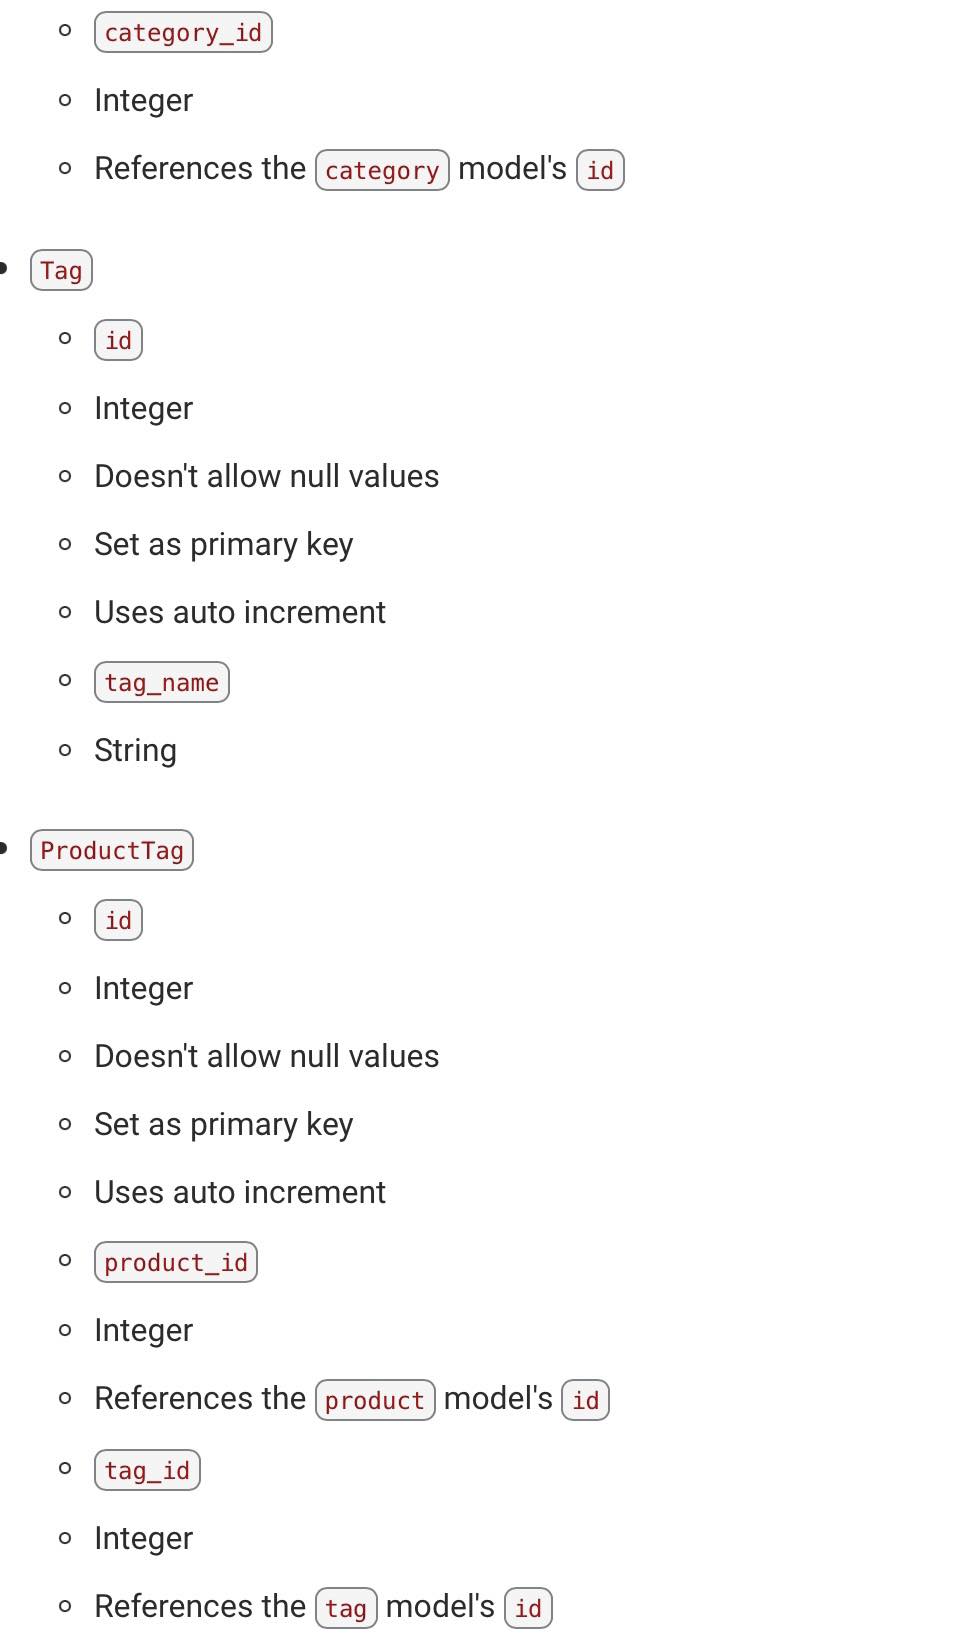 category_id
Integer
References the category model's id
Tag
id
Integer
Doesn't allow null values
Set as primary key
Uses auto increment
tag_name
String
ProductTag
id
Integer
Doesn't allow null values
Set as primary key
Uses auto increment
product_id
Integer
References the product model's id
tag_id
Integer
References the tag model's id